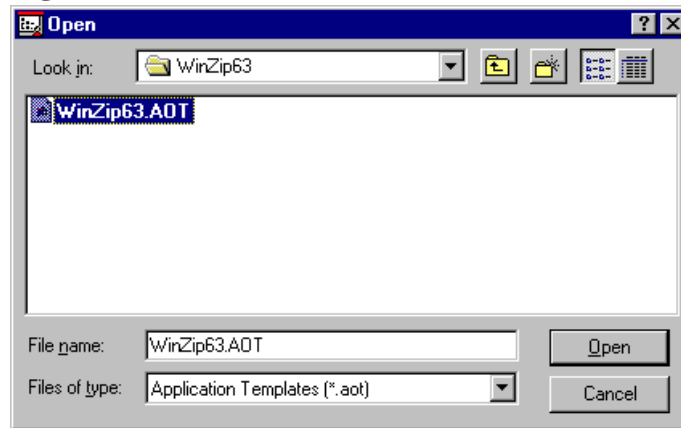 Open
Look in: WinZip63
WinZip63.AOT
File name: WinZip63.AOT Open
Files of type: Application Templates (*.aot) Cancel